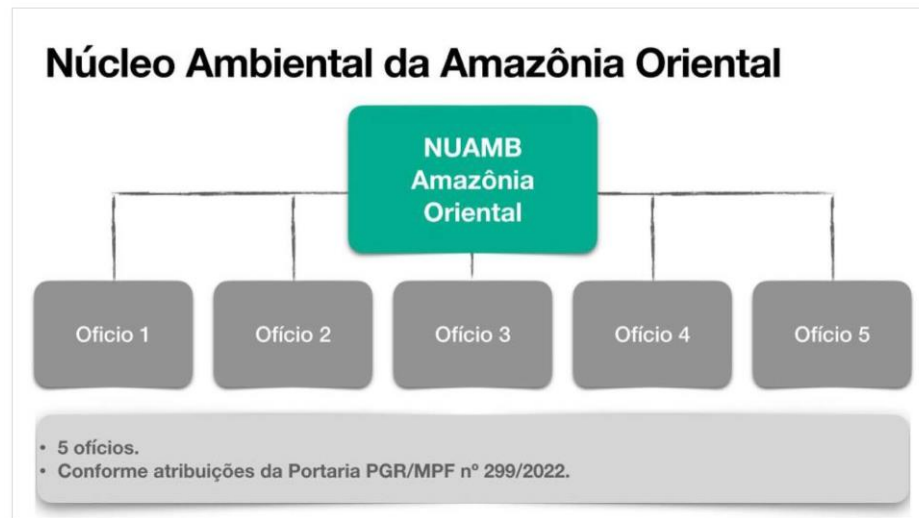 Núcleo Ambiental da Amazônia Oriental
NUAMB
Amazônia
Oriental
Oficio 1
Ofício 2
Ofício 3
Ofício 4
Ofício 5
• 5 ofícios.
• Conforme atribuições da Portaria PGR/MPF nº 299/2022.